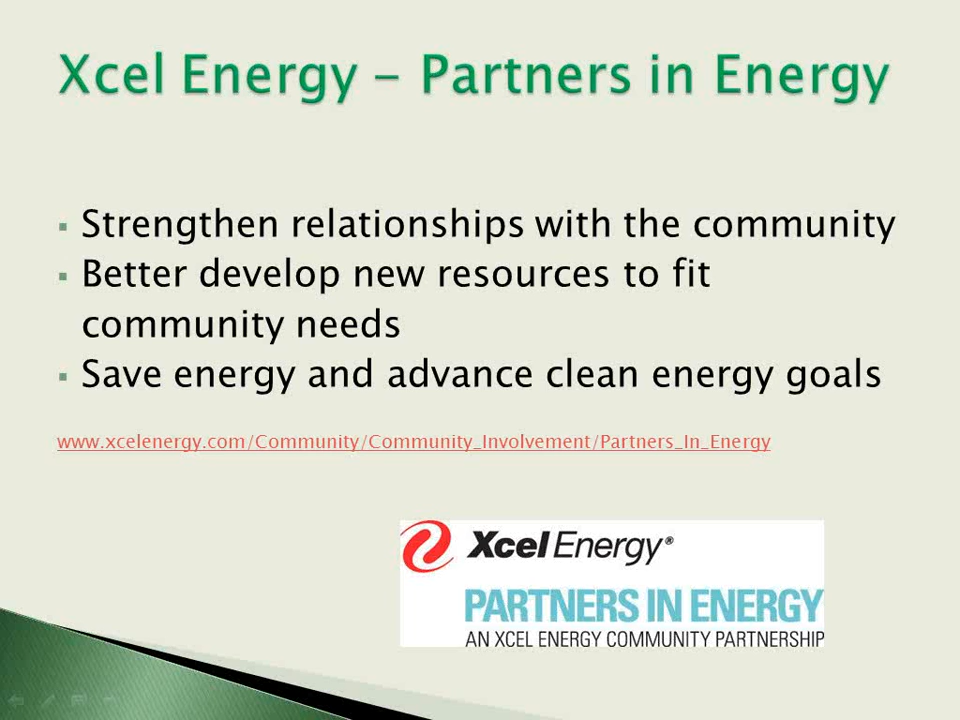 Xcel Energy - Partners in Energy
▪ Strengthen relationships with the community
▪ Better develop new resources to fit
community needs
▪ Save energy and advance clean energy goals
www.xcelenergy.com/Community/Community_Involvement/Partners_In_Energy
Xcel Energy®
PARTNERS IN ENERGY
AN XCEL ENERGY COMMUNITY PARTNERSHIP